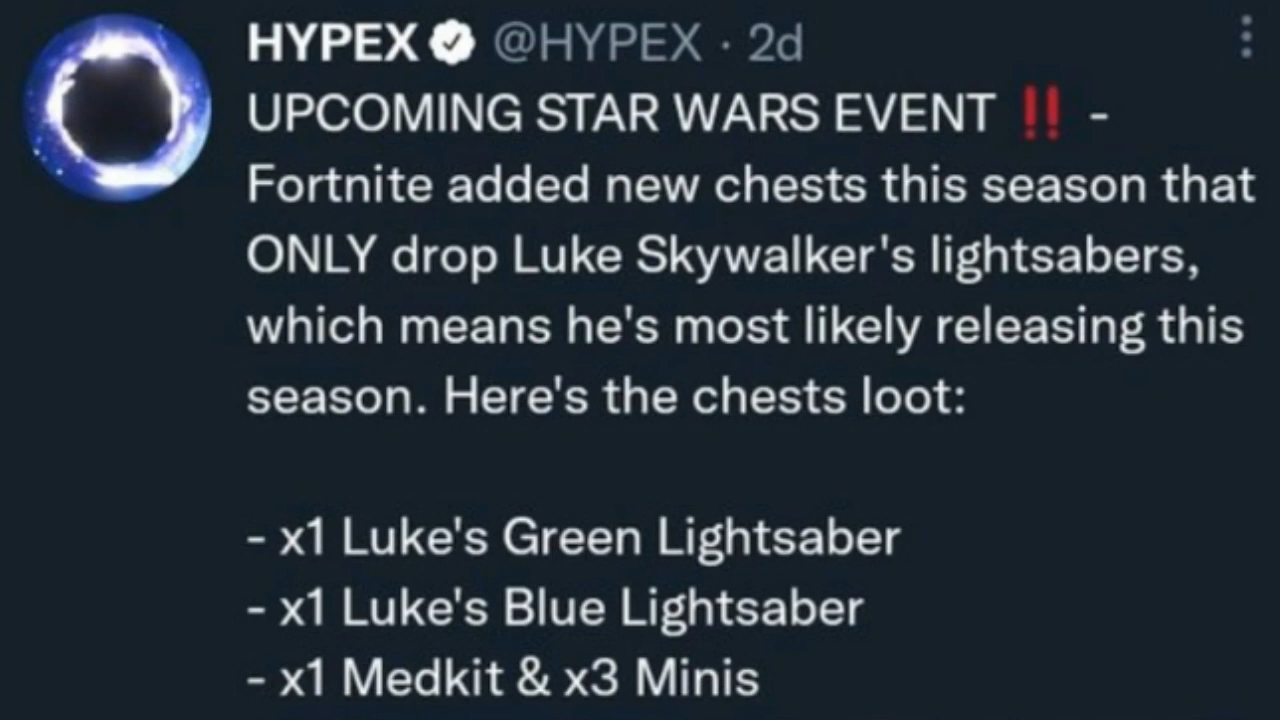 HYPEX @HYPEX · 2d
UPCOMING STAR WARS EVENT ‼️ -
Fortnite added new chests this season that
ONLY drop Luke Skywalker's lightsabers,
which means he's most likely releasing this
season. Here's the chests loot:
- x1 Luke's Green Lightsaber
- x1 Luke's Blue Lightsaber
- x1 Medkit & x3 Minis